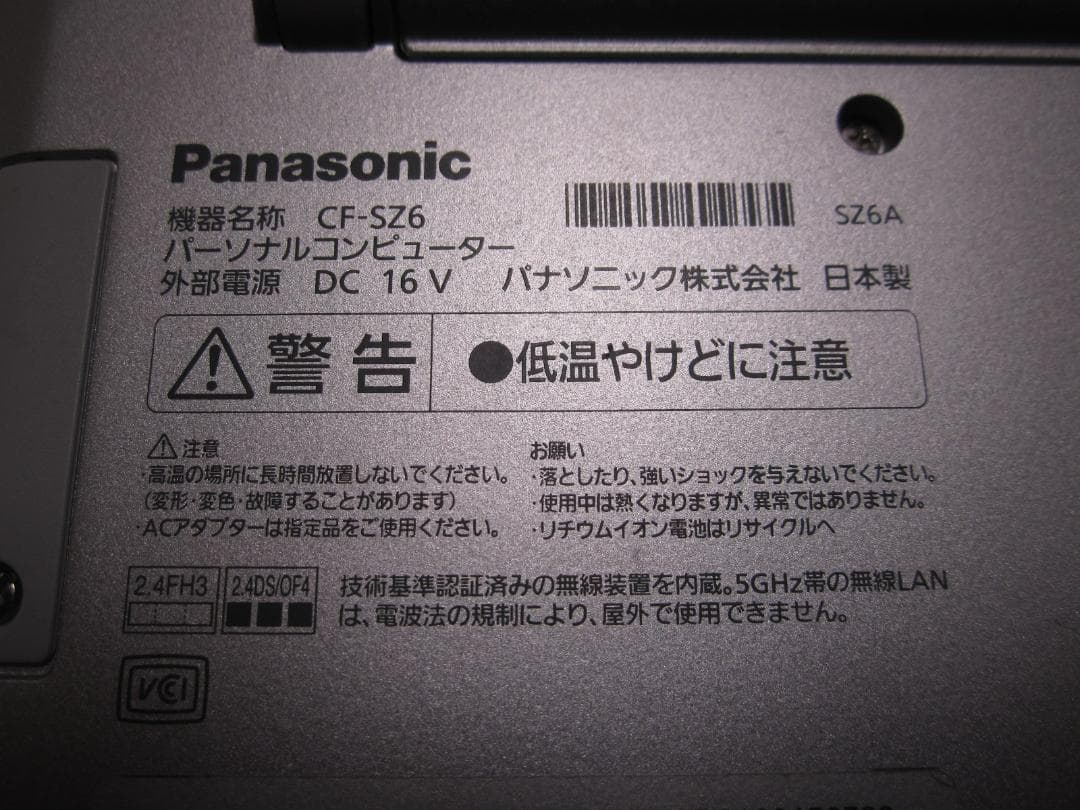 Panasonic
機器名称 CF-SZ6
SZ6A
パーソナルコンピューター
外部電源 DC 16 V パナソニック株式会社 日本製
警告 ●低温やけどに注意
注意
・高温の場所に長時間放置しないでください。
(変形・変色・故障することがあります)
・ACアダプターは指定品をご使用ください。
お願い
・落としたり、強いショックを与えないでください。
・使用中は熱くなりますが、異常ではありません。
・リチウムイオン電池はリサイクルへ
2.4FH3
2.4DS/OF4
技術基準認証済みの無線装置を内蔵。5GHz帯の無線LAN
は、電波法の規制により、屋外で使用できません。
VCI